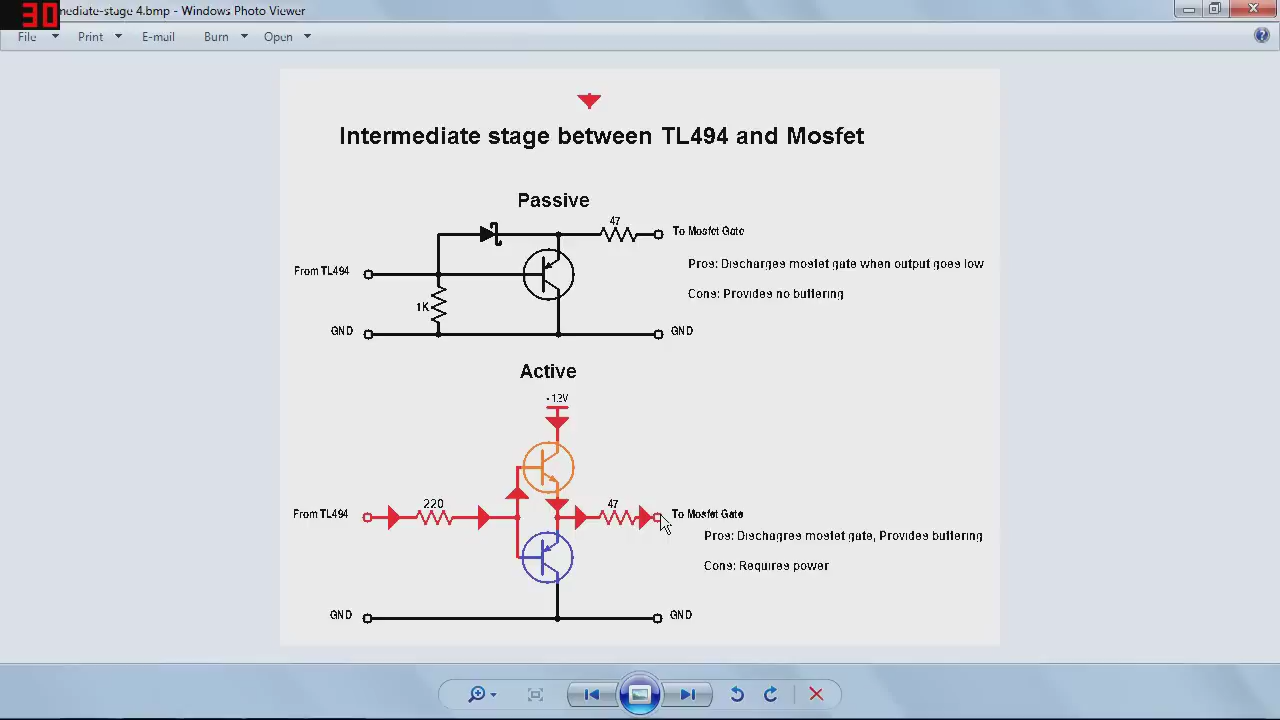 30
mediate-stage 4.bmp - Windows Photo Viewer
File Print E-mail Burn Open
Intermediate stage between TL494 and Mosfet
Passive
47
To Mosfet Gate
Pros: Discharges mosfet gate when output goes low
From TL494
Cons: Provides no buffering
1K
GND
GND
Active
12V
220
47
From TL494
To Mosfet Gate
Pros: Dischagres mosfet gate, Provides buffering
Cons: Requires power
GND
GND